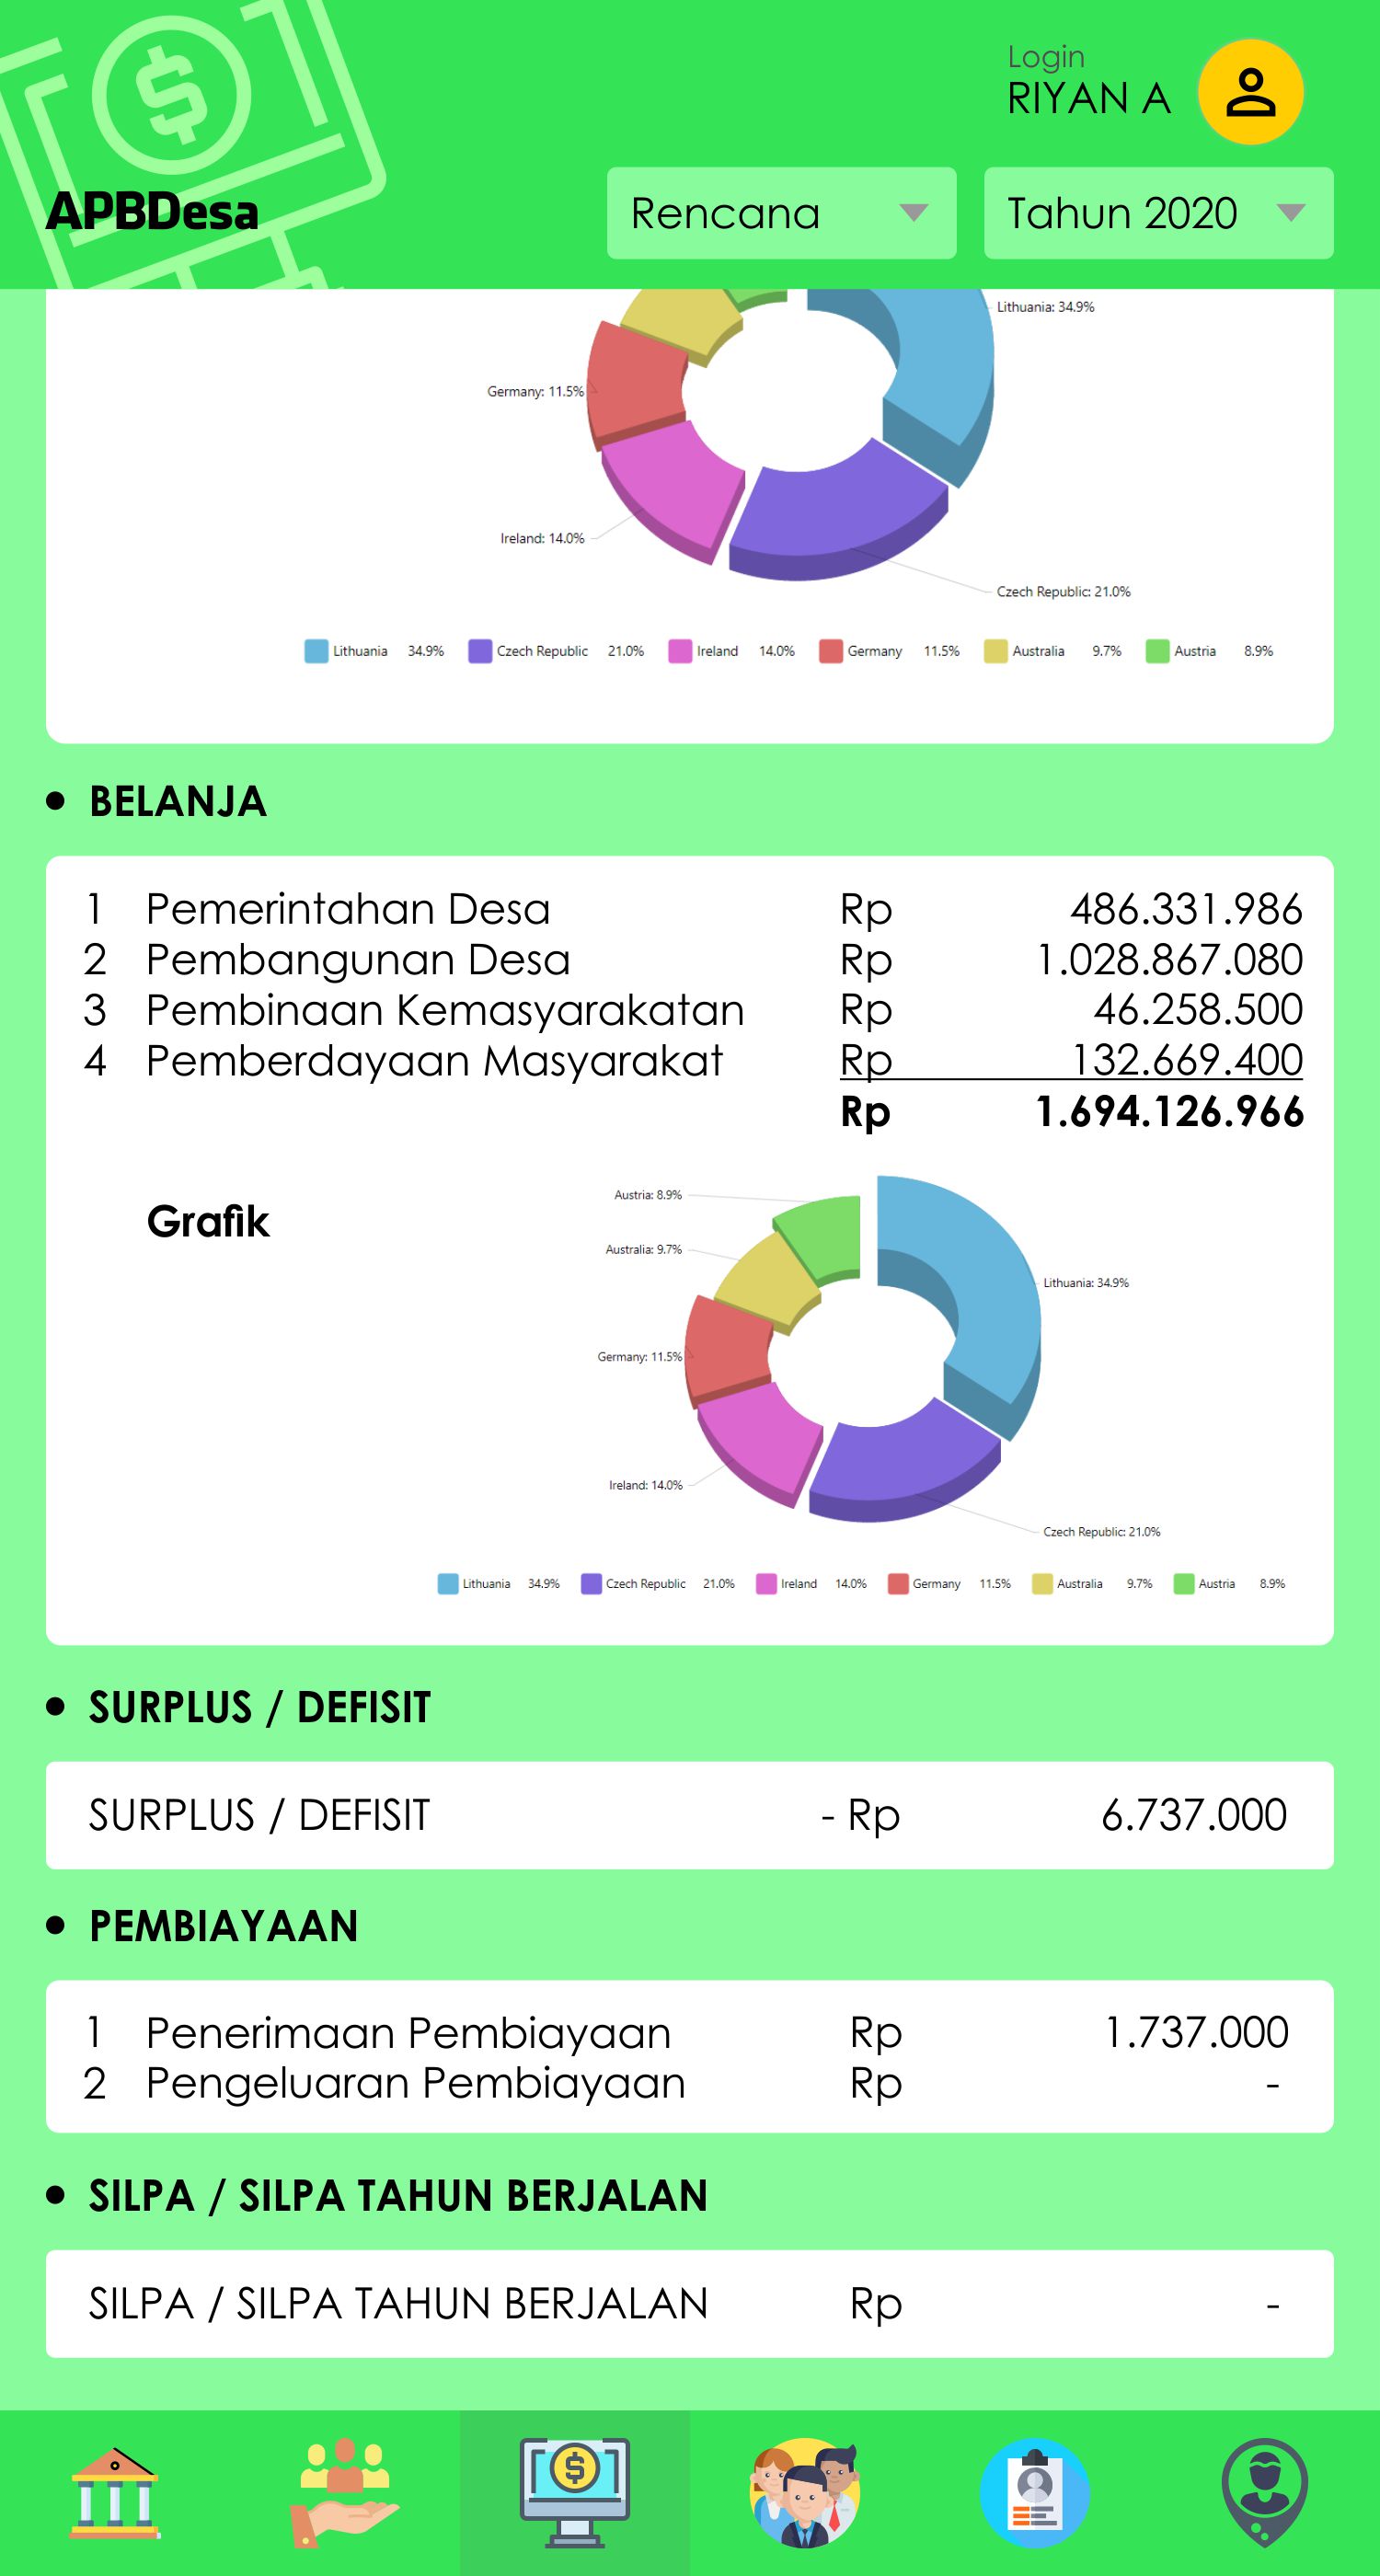 Login
RIYAN A
APBDesa
Rencana
Tahun 2020
Lithuania: 34.9%
Germany: 11.5%
Ireland: 14.0%
Czech Republic: 21.0%
Lithuania 34.9% Czech Republic 21.0% Ireland 14.0% Germany 11.5% Australia 9.7% Austria 8.9%
• BELANJA
1 Pemerintahan Desa Rp 486.331.986
2 Pembangunan Desa Rp 1.028.867.080
3 Pembinaan Kemasyarakatan Rp 46.258.500
4 Pemberdayaan Masyarakat Rp 132.669.400
Rp 1.694.126.966
Grafik
Austria: 8.9%
Australia: 9.7%
Lithuania: 34.9%
Germany: 11.5%
Ireland: 14.0%
Czech Republic: 21.0%
Lithuania 34.9% Czech Republic 21.0% Ireland 14.0% Germany 11.5% Australia 9.7% Austria 8.9%
• SURPLUS / DEFISIT
SURPLUS / DEFISIT - Rp 6.737.000
• PEMBIAYAAN
1 Penerimaan Pembiayaan Rp 1.737.000
2 Pengeluaran Pembiayaan Rp -
• SILPA / SILPA TAHUN BERJALAN
SILPA / SILPA TAHUN BERJALAN Rp -